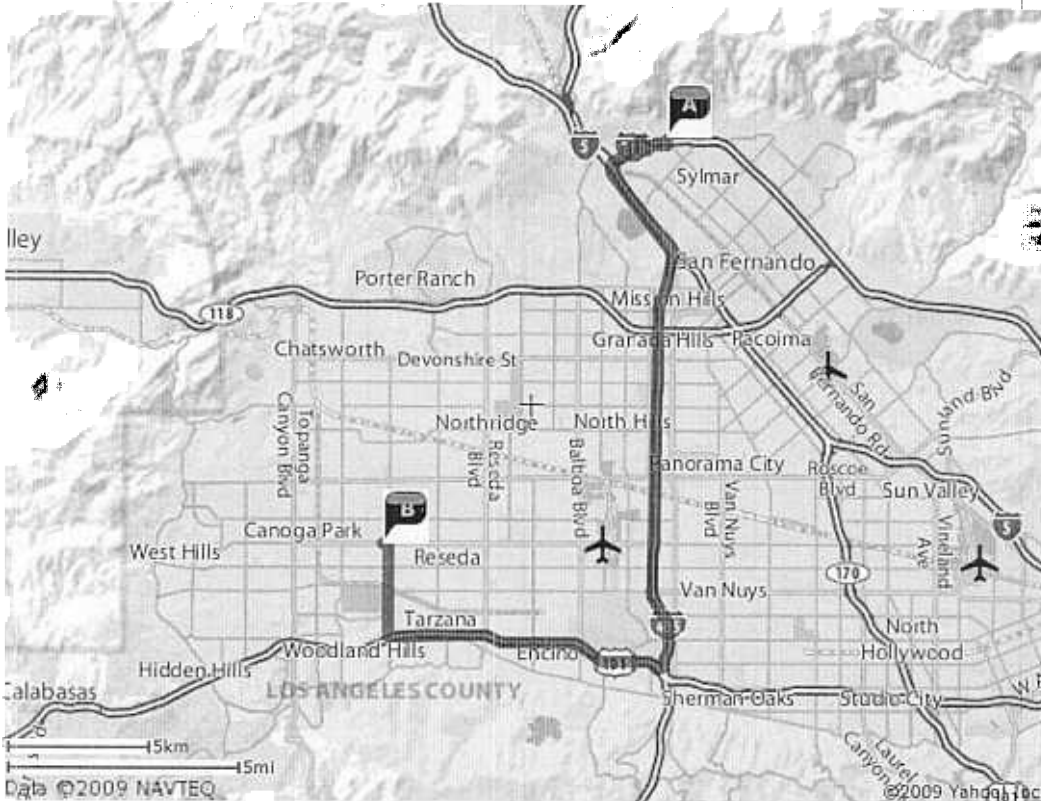 A
5
Sylmar
lley
San Fernando
Porter Ranch
Mission Hills
118
Granada Hills
Pacoima
Chatsworth
Devonshire St
San
Fernando Rd
Sunland Blvd
Topanga
Canyon Blvd
Northridge
North Hills
Reseda
Blvd
Balboa Blvd
Panorama City
Roscoe
Blvd
Sun Valley
Van Nuys
Blvd
B
Canoga Park
5
Vineland
Ave
West Hills
Reseda
170
Van Nuys
Tarzana
North
Hollywood
Woodland Hills
Encino
101
Hidden Hills
LOS ANGELES COUNTY
Calabasas
Sherman Oaks
Studio City
W
5km
Laurel
Canyon
5mi
Data ©2009 NAVTEQ
©2009 Yahoo! Inc